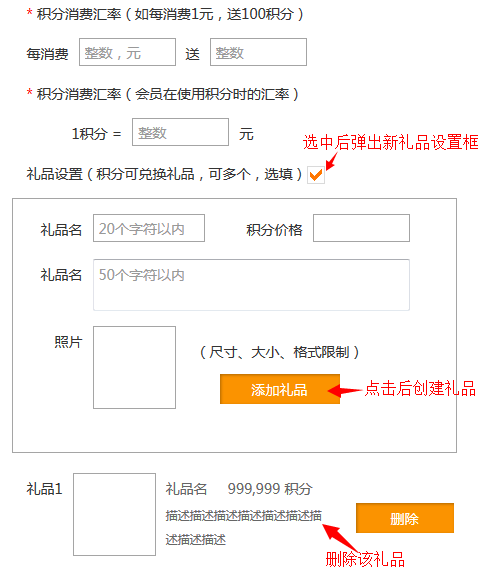 * 积分消费汇率（如每消费1元，送100积分）
每消费 整数，元 送 整数
* 积分消费汇率（会员在使用积分时的汇率）
1积分 = 整数 元
选中后弹出新礼品设置框
礼品设置（积分可兑换礼品，可多个，选填）
礼品名 20个字符以内 积分价格
礼品名 50个字符以内
照片
（尺寸、大小、格式限制）
添加礼品 点击后创建礼品
礼品1 礼品名 999,999 积分
描述描述描述描述描述描述描
述描述描述
删除
删除该礼品